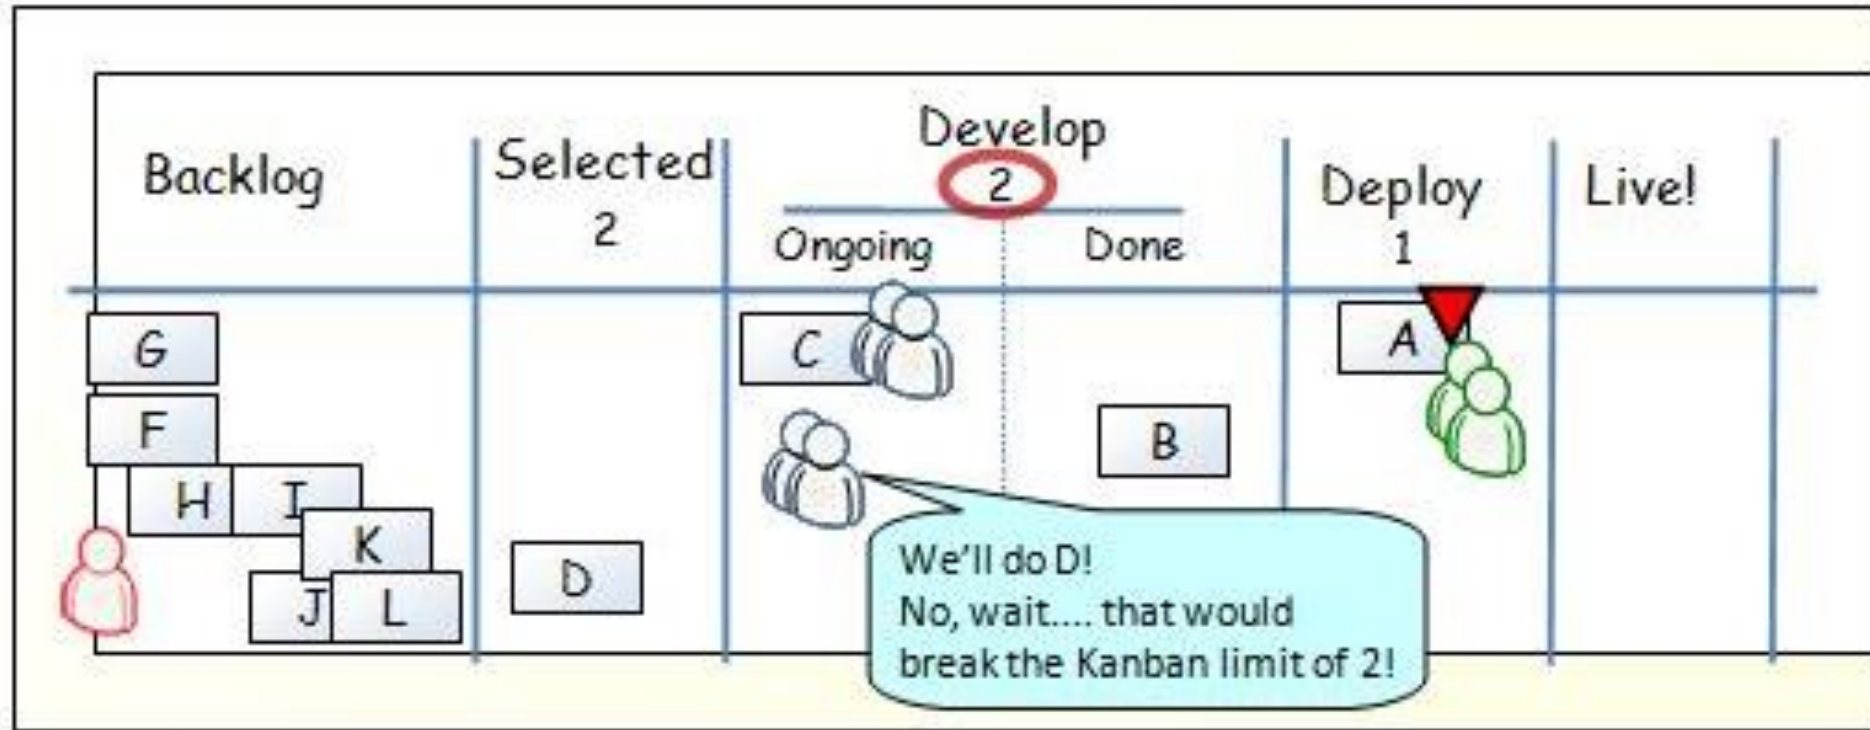 Backlog
Selected
2
Develop
2
Ongoing
Done
Deploy
1
Live!
G
F
H
I
K
J
L
D
C
B
A
We'll do D!
No, wait.... that would
break the Kanban limit of 2!